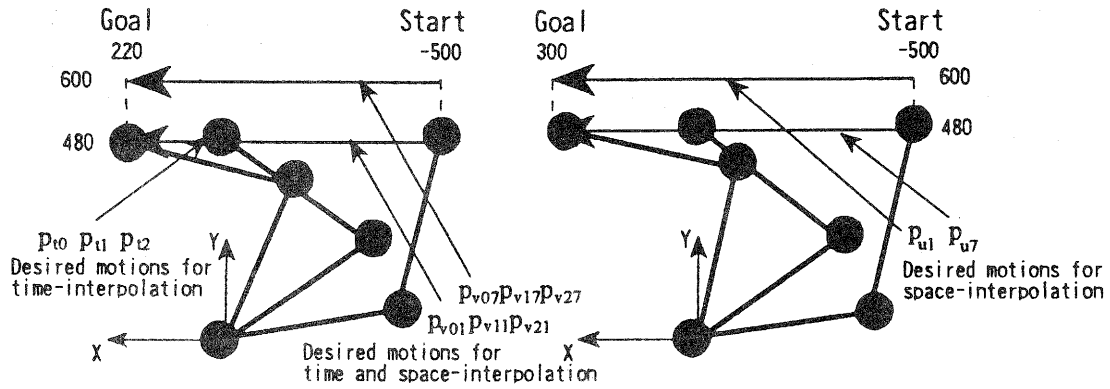 Goal
Start
220
-500
600
480
p_t0 p_t1 p_t2
Desired motions for
time-interpolation
Y
X
p_v07 p_v17 p_v27
p_v01 p_v11 p_v21
Desired motions for
time and space-interpolation
Goal
Start
300
-500
600
480
Y
X
p_u1 p_u7
Desired motions for
space-interpolation